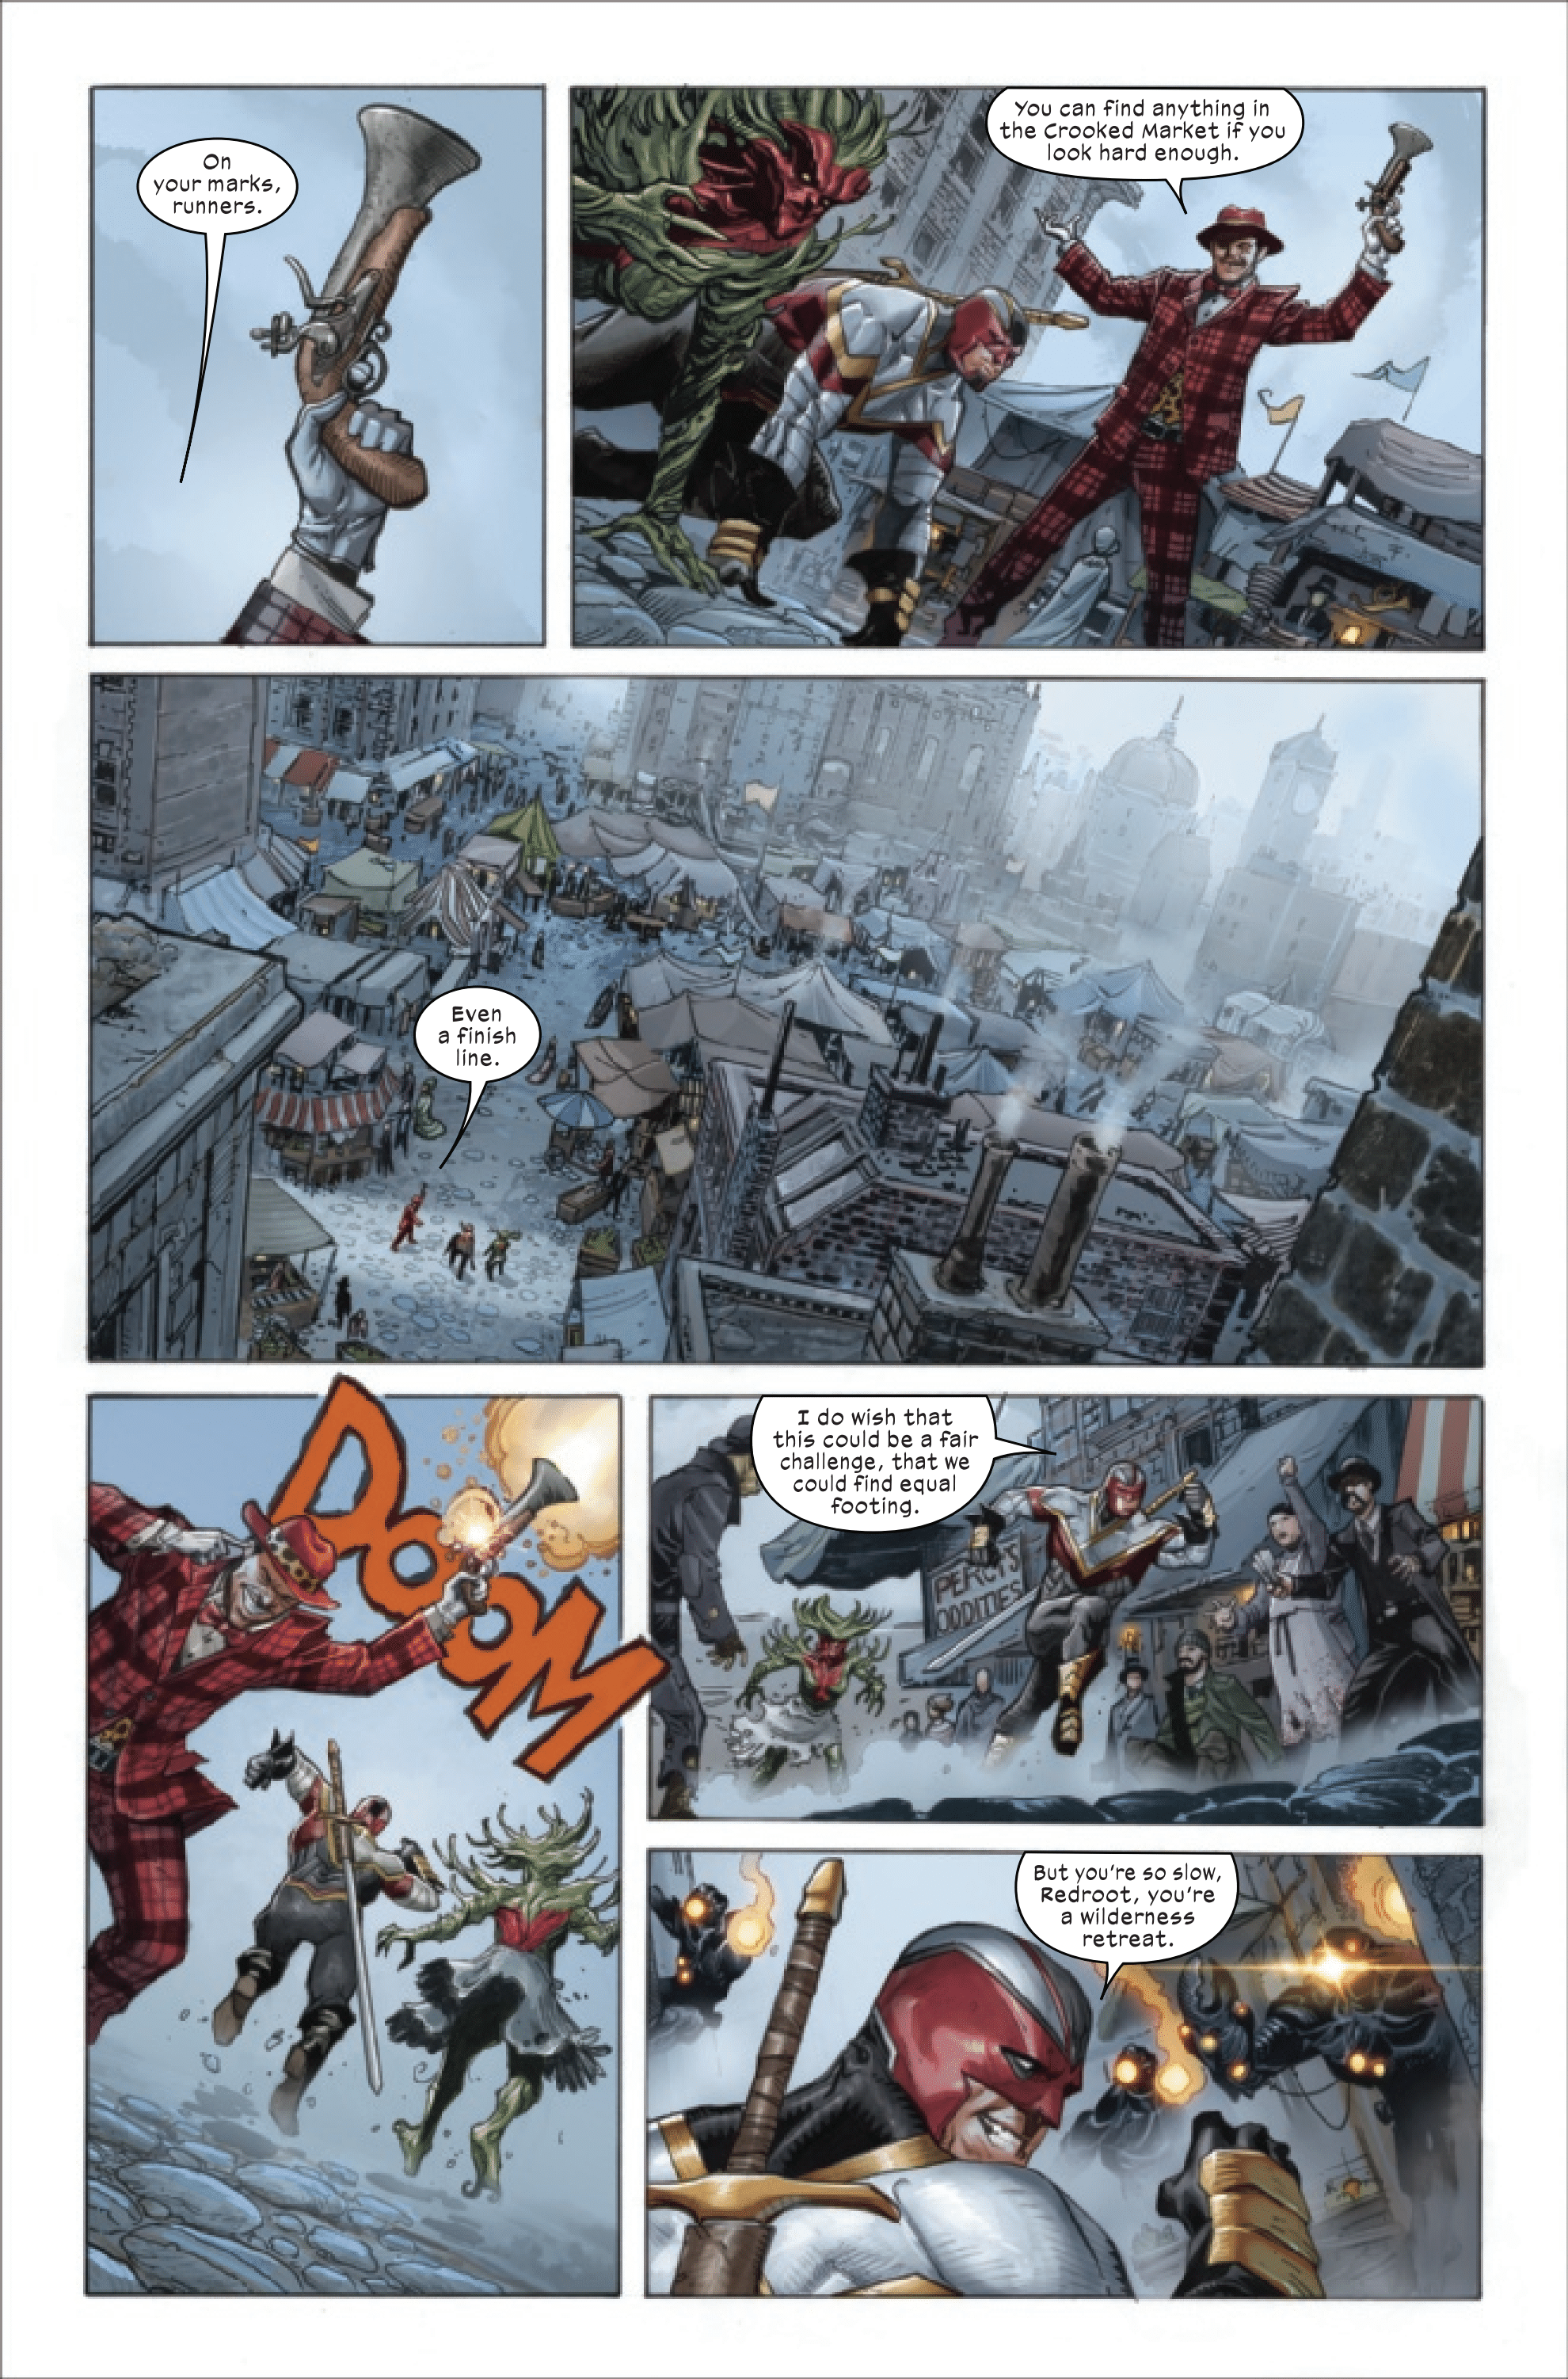 On
your marks,
runners.
You can find anything in
the Crooked Market if you
look hard enough.
Even
a finish
line.
DOOM
I do wish that
this could be a fair
challenge, that we
could find equal
footing.
PERCY'S
ODDITIES
But you're so slow,
Redroot, you're
a wilderness
retreat.